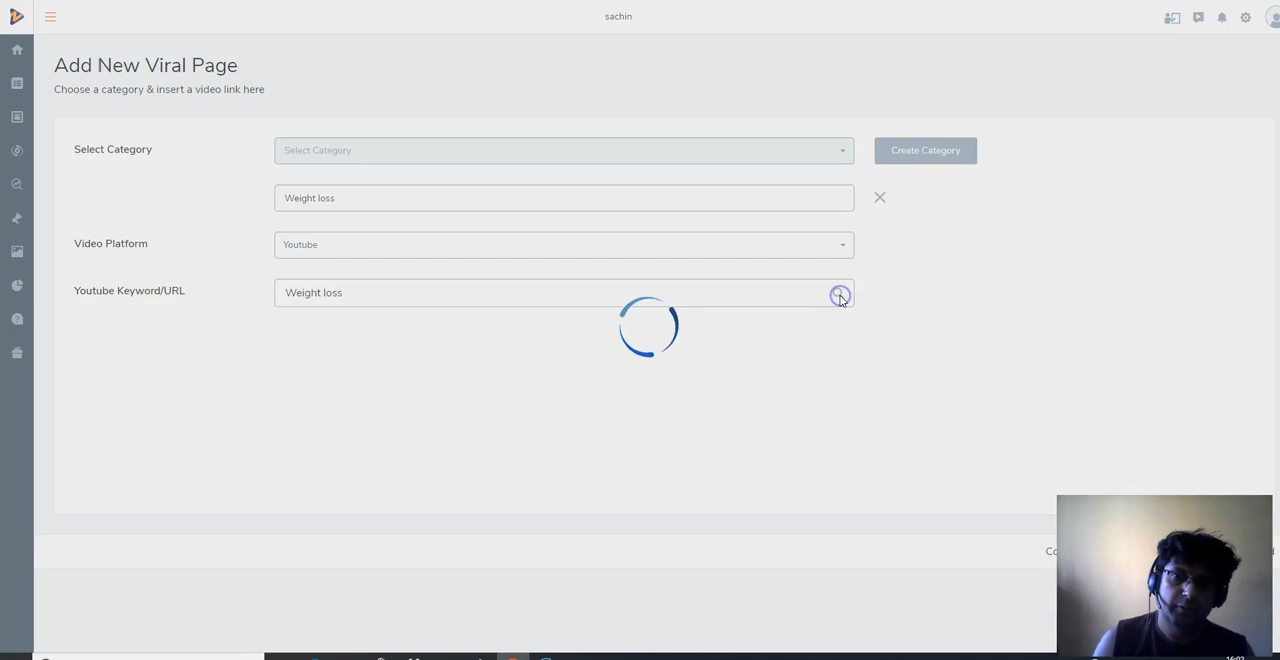 sachin
Add New Viral Page
Choose a category & insert a video link here
Select Category
Select Category
Create Category
Weight loss
Video Platform
Youtube
Youtube Keyword/URL
Weight loss